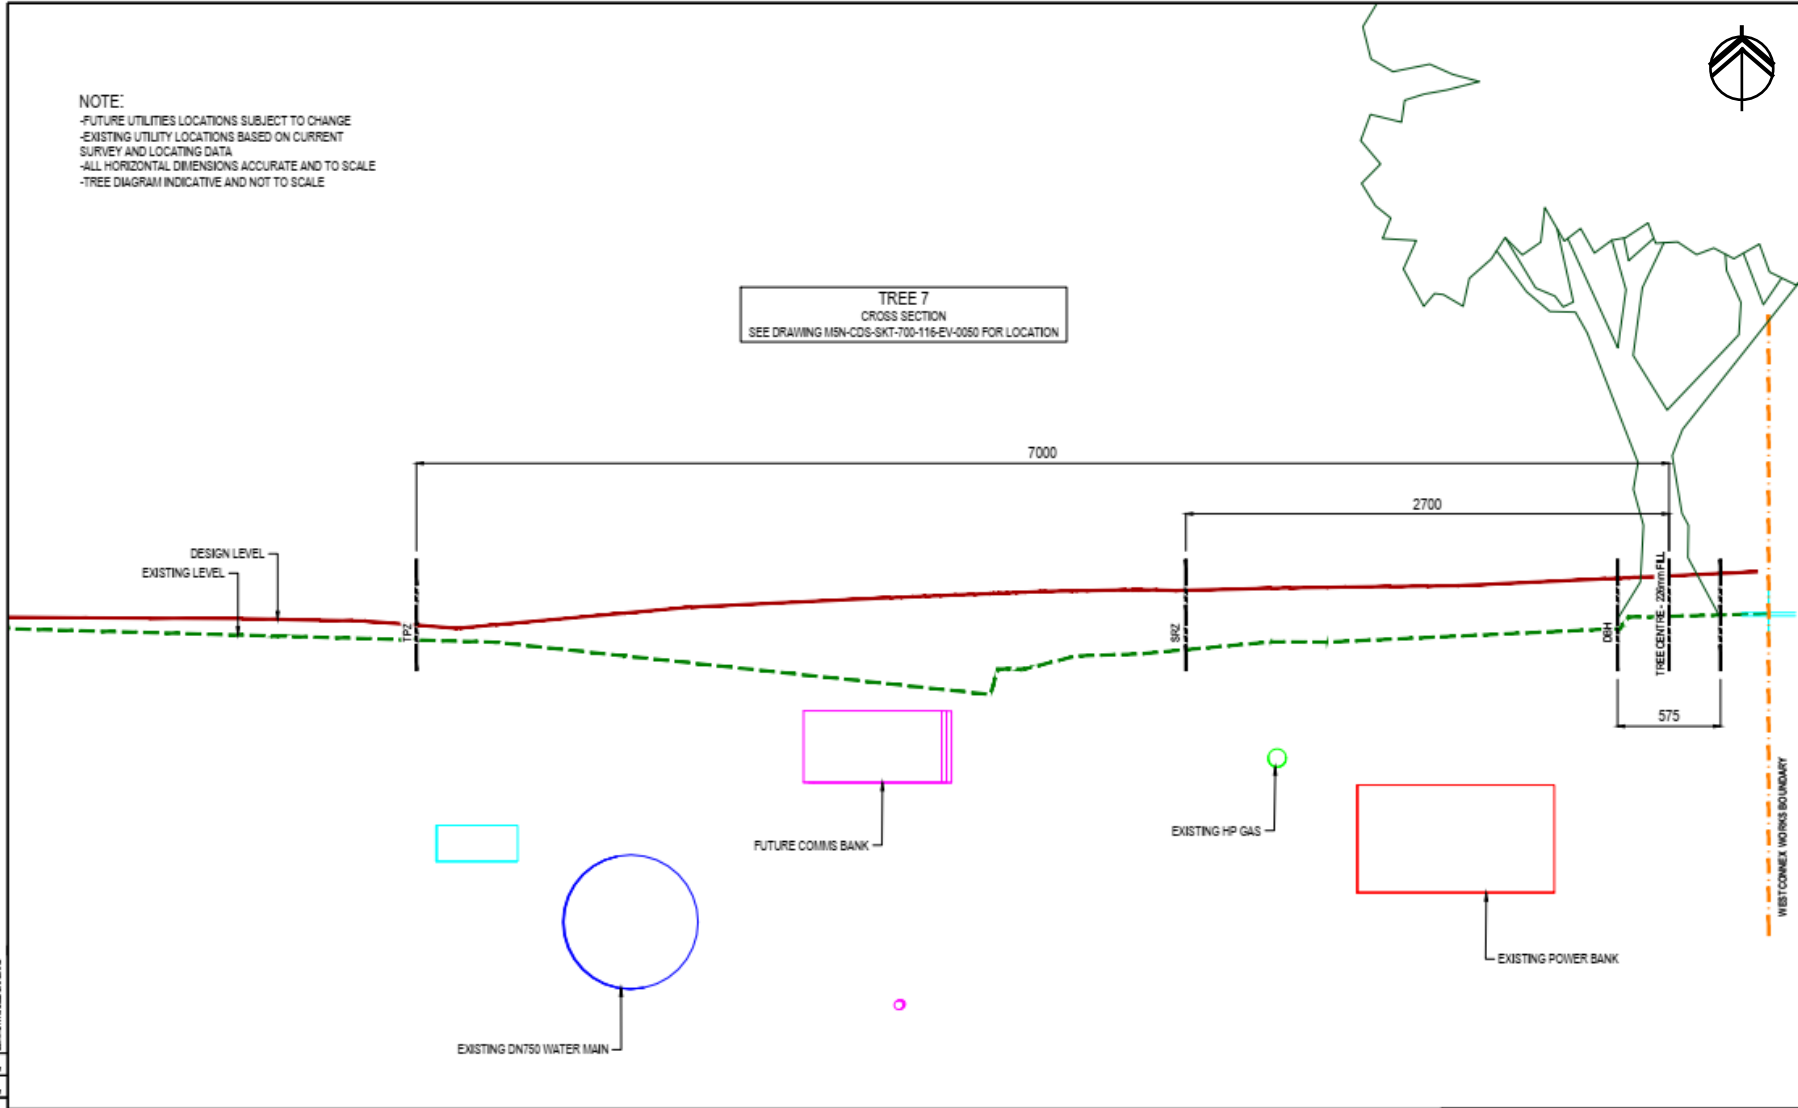 NOTE:
-FUTURE UTILITIES LOCATIONS SUBJECT TO CHANGE
-EXISTING UTILITY LOCATIONS BASED ON CURRENT
SURVEY AND LOCATING DATA
-ALL HORIZONTAL DIMENSIONS ACCURATE AND TO SCALE
-TREE DIAGRAM INDICATIVE AND NOT TO SCALE
TREE 7
CROSS SECTION
SEE DRAWING M5N-CDS-SKT-700-116-EV-0050 FOR LOCATION
7000
2700
DESIGN LEVEL
EXISTING LEVEL
TPZ
SRZ
DBH
TREE CENTRE - 226mm FILL
575
FUTURE COMMS BANK
EXISTING HP GAS
EXISTING POWER BANK
EXISTING DN750 WATER MAIN
WESTCONNEX WORKS BOUNDARY